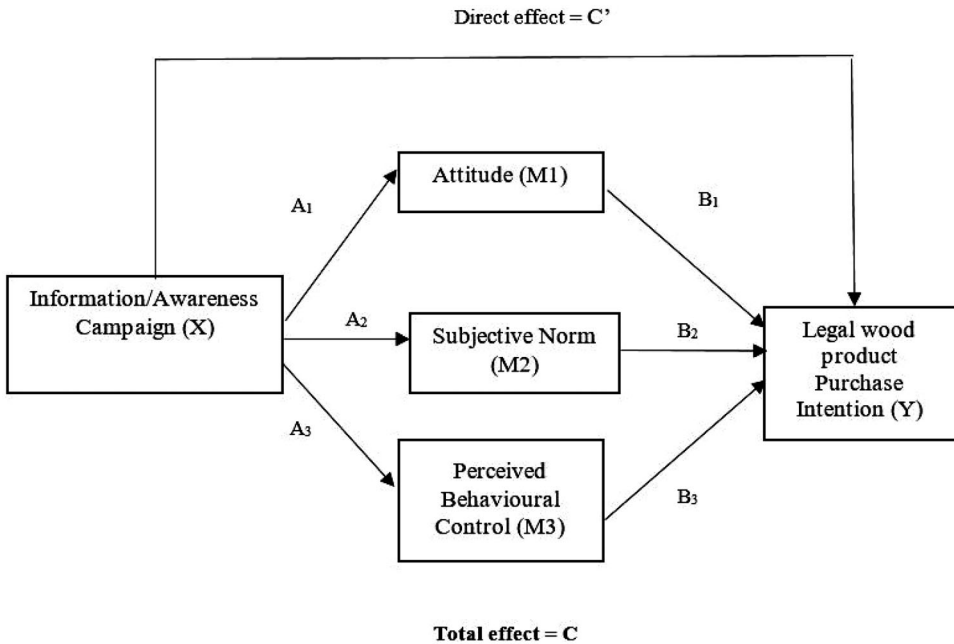 Direct effect = C’
Attitude (M1)
A₁
B₁
Information/Awareness
Campaign (X)
A₂
Subjective Norm
(M2)
B₂
Legal wood
product
Purchase
Intention (Y)
A₃
Perceived
Behavioural
Control (M3)
B₃
Total effect = C